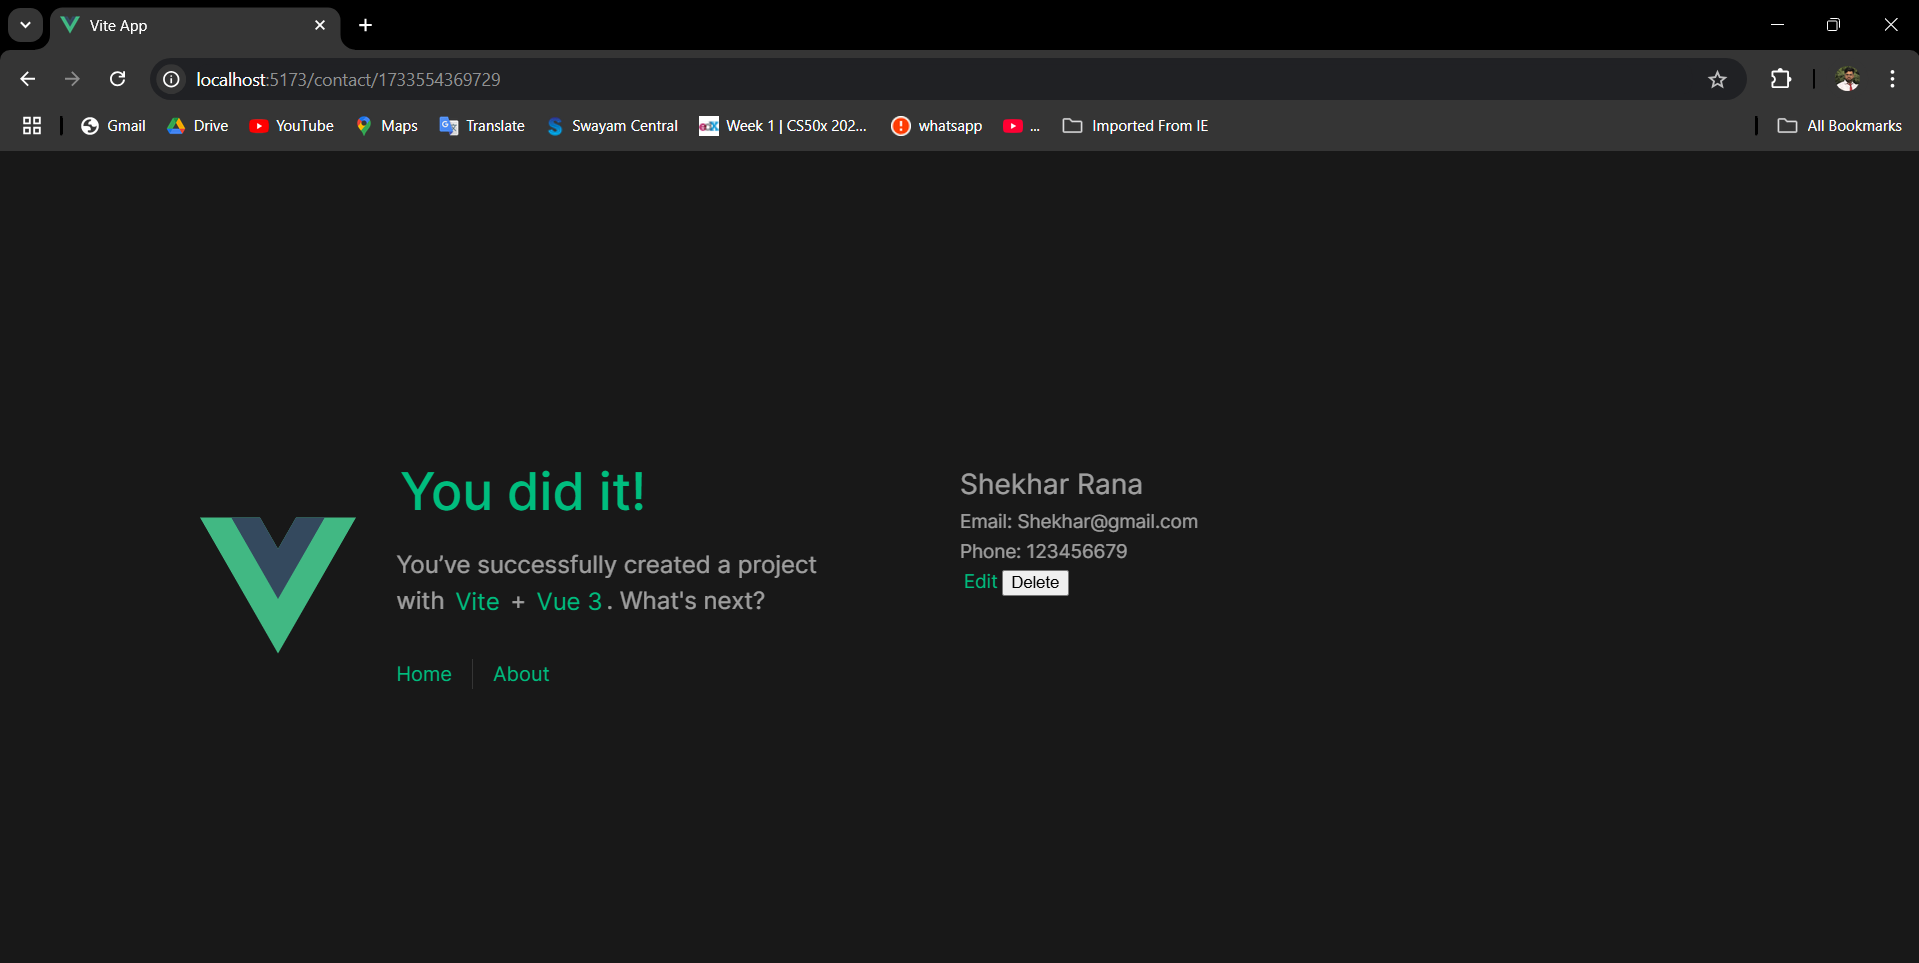 Vite App
localhost:5173/contact/1733554369729
Gmail Drive YouTube Maps Translate Swayam Central Week 1 | CS50x 202... whatsapp ... Imported From IE All Bookmarks
You did it!
You’ve successfully created a project
with Vite + Vue 3. What's next?
Home About
Shekhar Rana
Email: Shekhar@gmail.com
Phone: 123456679
Edit Delete